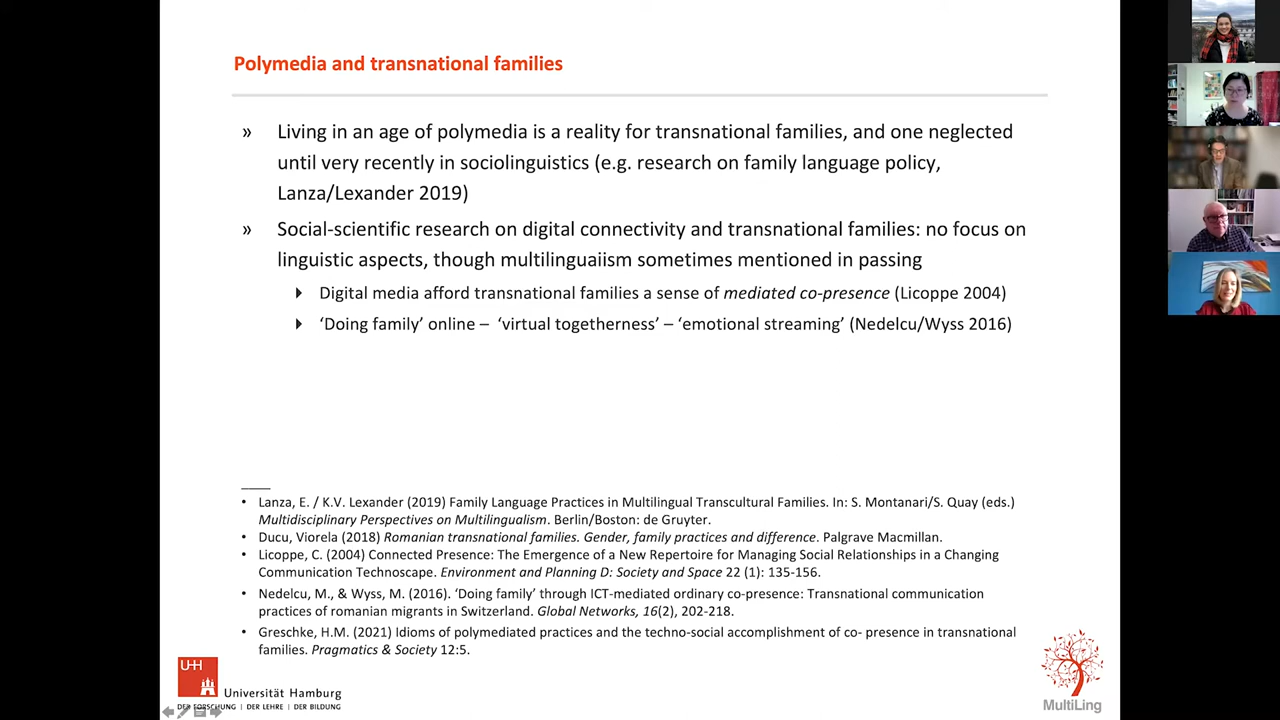 Polymedia and transnational families
» Living in an age of polymedia is a reality for transnational families, and one neglected
until very recently in sociolinguistics (e.g. research on family language policy,
Lanza/Lexander 2019)
» Social-scientific research on digital connectivity and transnational families: no focus on
linguistic aspects, though multilinguaiism sometimes mentioned in passing
Digital media afford transnational families a sense of mediated co-presence (Licoppe 2004)
‘Doing family’ online – ‘virtual togetherness’ – ‘emotional streaming’ (Nedelcu/Wyss 2016)
• Lanza, E. / K.V. Lexander (2019) Family Language Practices in Multilingual Transcultural Families. In: S. Montanari/S. Quay (eds.)
Multidisciplinary Perspectives on Multilingualism. Berlin/Boston: de Gruyter.
• Ducu, Viorela (2018) Romanian transnational families. Gender, family practices and difference. Palgrave Macmillan.
• Licoppe, C. (2004) Connected Presence: The Emergence of a New Repertoire for Managing Social Relationships in a Changing
Communication Technoscape. Environment and Planning D: Society and Space 22 (1): 135-156.
• Nedelcu, M., & Wyss, M. (2016). ‘Doing family’ through ICT-mediated ordinary co-presence: Transnational communication
practices of romanian migrants in Switzerland. Global Networks, 16(2), 202-218.
• Greschke, H.M. (2021) Idioms of polymediated practices and the techno-social accomplishment of co- presence in transnational
families. Pragmatics & Society 12:5.
UH
Universität Hamburg
DER FORSCHUNG | DER LEHRE | DER BILDUNG
MultiLing